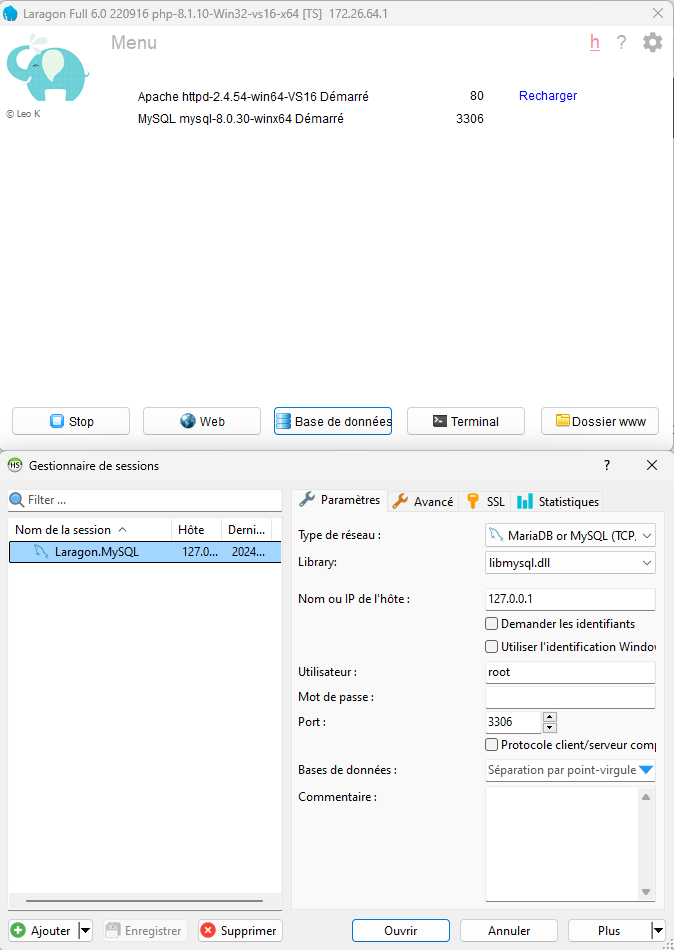 Laragon Full 6.0 220916 php-8.1.10-Win32-vs16-x64 [TS] 172.26.64.1
Menu
h ?
© Leo K
Apache httpd-2.4.54-win64-VS16 Démarré 80 Recharger
MySQL mysql-8.0.30-winx64 Démarré 3306
Stop Web Base de données Terminal Dossier www
HS Gestionnaire de sessions ?
Filter ...
Nom de la session Hôte Derni...
Laragon.MySQL 127.0... 2024...
Paramètres Avancé SSL Statistiques
Type de réseau : MariaDB or MySQL (TCP,
Library: libmysql.dll
Nom ou IP de l'hôte : 127.0.0.1
Demander les identifiants
Utiliser l'identification Windo
Utilisateur : root
Mot de passe :
Port : 3306
Protocole client/serveur comp
Bases de données : Séparation par point-virgule
Commentaire :
Ajouter Enregistrer Supprimer Ouvrir Annuler Plus